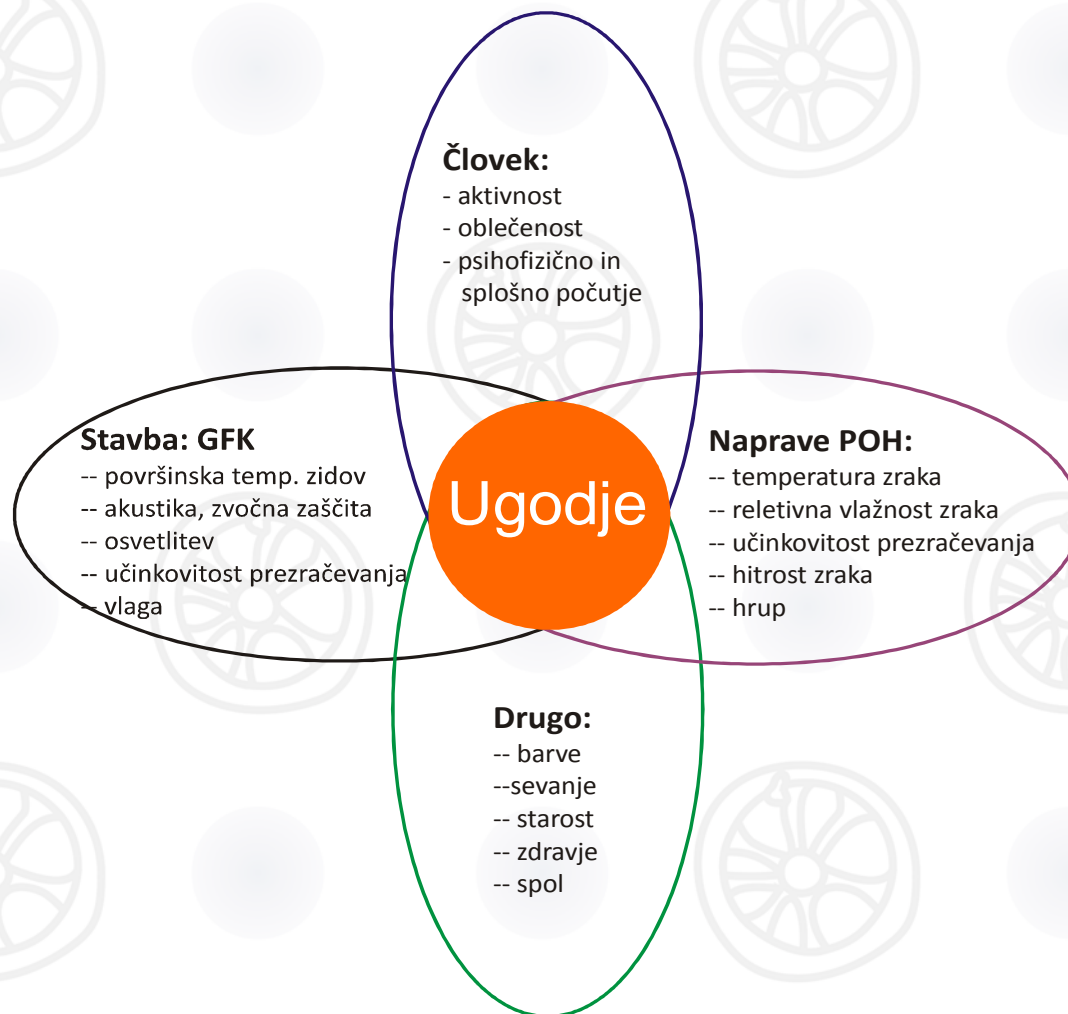 Človek:
- aktivnost
- oblečenost
- psihofizično in
splošno počutje
Stavba: GFK
-- površinska temp. zidov
-- akustika, zvočna zaščita
-- osvetlitev
-- učinkovitost prezračevanja
-- vlaga
Ugodje
Naprave POH:
-- temperatura zraka
-- reletivna vlažnost zraka
-- učinkovitost prezračevanja
-- hitrost zraka
-- hrup
Drugo:
-- barve
--sevanje
-- starost
-- zdravje
-- spol